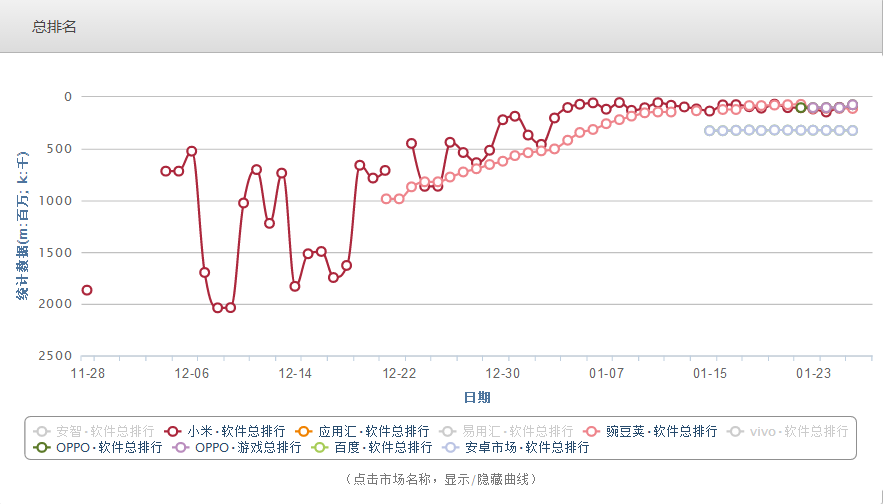 总排名
0
500
1000
1500
2000
2500
统计数据(m:百万; k:千)
11-28 12-06 12-14 12-22 12-30 01-07 01-15 01-23
日期
安智·软件总排行 小米·软件总排行 应用汇·软件总排行 易用汇·软件总排行 豌豆荚·软件总排行 vivo·软件总排行
OPPO·软件总排行 OPPO·游戏总排行 百度·软件总排行 安卓市场·软件总排行
（点击市场名称，显示/隐藏曲线）